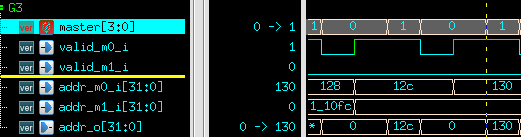 G3
ver master[3:0] 0 -> 1 1 0 1 0 1
ver valid_m0_i 1
ver valid_m1_i 0
ver addr_m0_i[31:0] 130 128 12c 130
ver addr_m1_i[31:0] 0 1_10fc
ver addr_o[31:0] 0 -> 130 * 0 12c 0 130